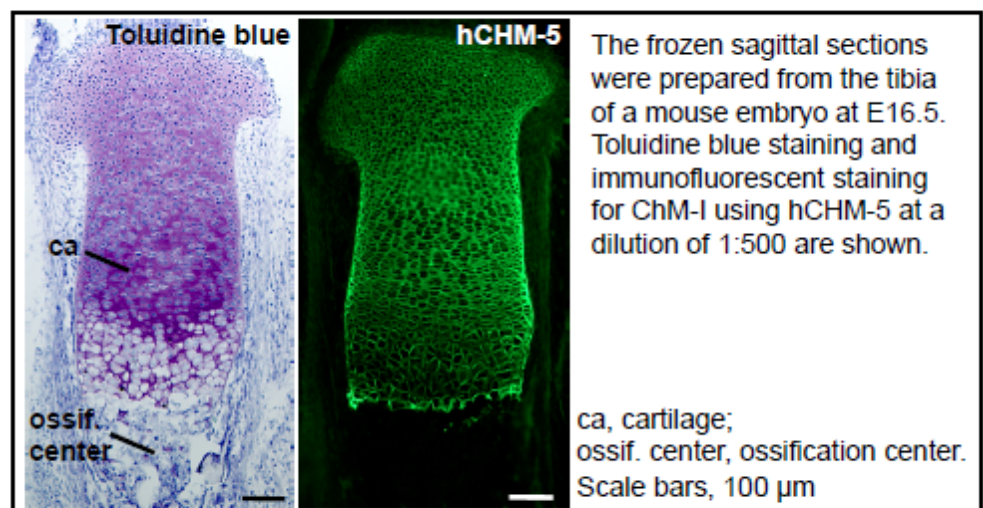 Toluidine blue
hCHM-5
ca
ossif.
center
The frozen sagittal sections
were prepared from the tibia
of a mouse embryo at E16.5.
Toluidine blue staining and
immunofluorescent staining
for ChM-I using hCHM-5 at a
dilution of 1:500 are shown.
ca, cartilage;
ossif. center, ossification center.
Scale bars, 100 μm